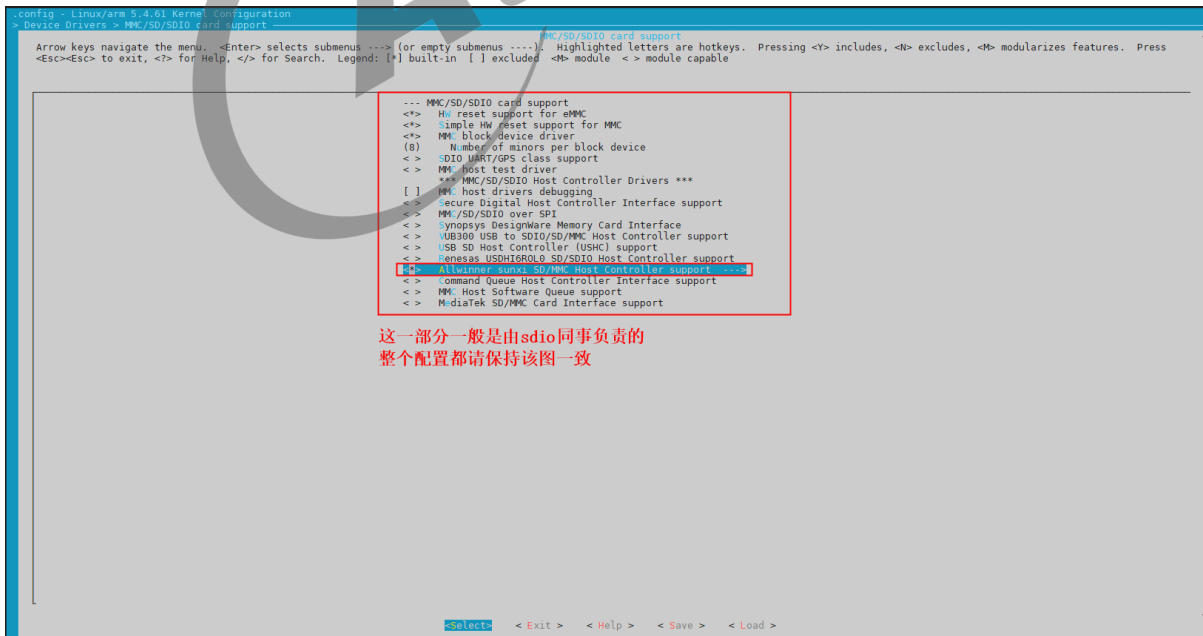 .config - Linux/arm 5.4.61 Kernel Configuration
> Device Drivers > MMC/SD/SDIO card support
MMC/SD/SDIO card support
Arrow keys navigate the menu. <Enter> selects submenus ---> (or empty submenus ----). Highlighted letters are hotkeys. Pressing <Y> includes, <N> excludes, <M> modularizes features. Press
<Esc><Esc> to exit, <?> for Help, </> for Search. Legend: [*] built-in [ ] excluded <M> module < > module capable
--- MMC/SD/SDIO card support
<*> HW reset support for eMMC
<*> Simple HW reset support for MMC
<*> MMC block device driver
(8) Number of minors per block device
< > SDIO UART/GPS class support
< > MMC host test driver
*** MMC/SD/SDIO Host Controller Drivers ***
[ ] MMC host drivers debugging
< > Secure Digital Host Controller Interface support
< > MMC/SD/SDIO over SPI
< > Synopsys DesignWare Memory Card Interface
< > VUB300 USB to SDIO/SD/MMC Host Controller support
< > USB SD Host Controller (USHC) support
< > Renesas USDHI6ROL0 SD/SDIO Host Controller support
<*> Allwinner sunxi SD/MMC Host Controller support --->
< > Command Queue Host Controller Interface support
< > MMC Host Software Queue support
< > MediaTek SD/MMC Card Interface support
这一部分一般是由sdio同事负责的
整个配置都请保持该图一致
<Select> < Exit > < Help > < Save > < Load >